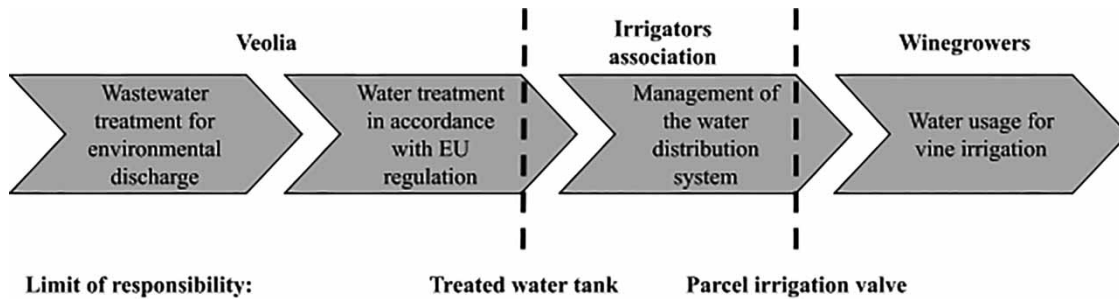 Veolia
Irrigators
association
Winegrowers
Wastewater
treatment for
environmental
discharge
Water treatment
in accordance
with EU
regulation
Management of
the water
distribution
system
Water usage for
vine irrigation
Limit of responsibility:
Treated water tank
Parcel irrigation valve